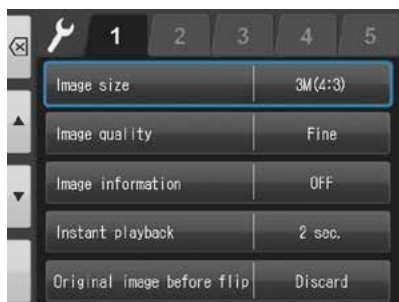 1 2 3 4 5
Image size 3M(4:3)
Image quality Fine
Image information OFF
Instant playback 2 sec.
Original image before flip Discard